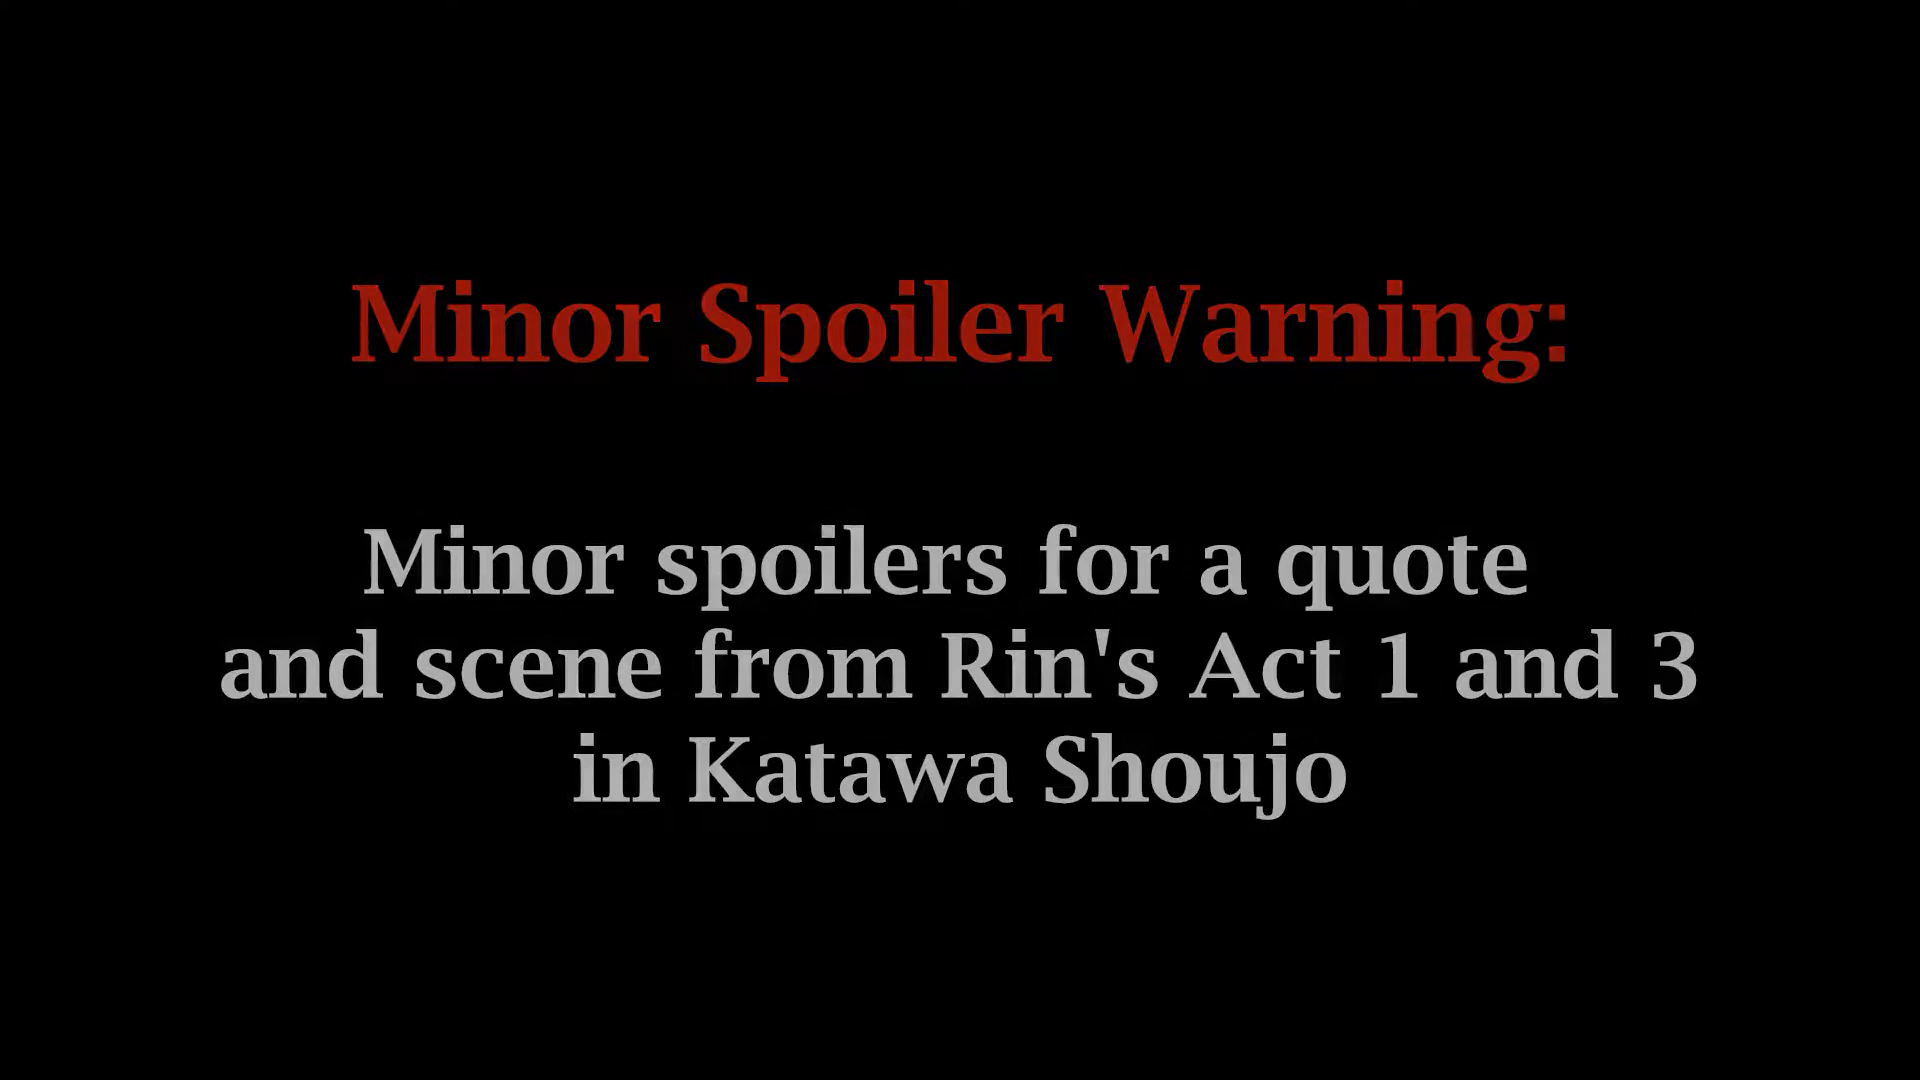 Minor Spoiler Warning:
Minor spoilers for a quote
and scene from Rin's Act 1 and 3
in Katawa Shoujo